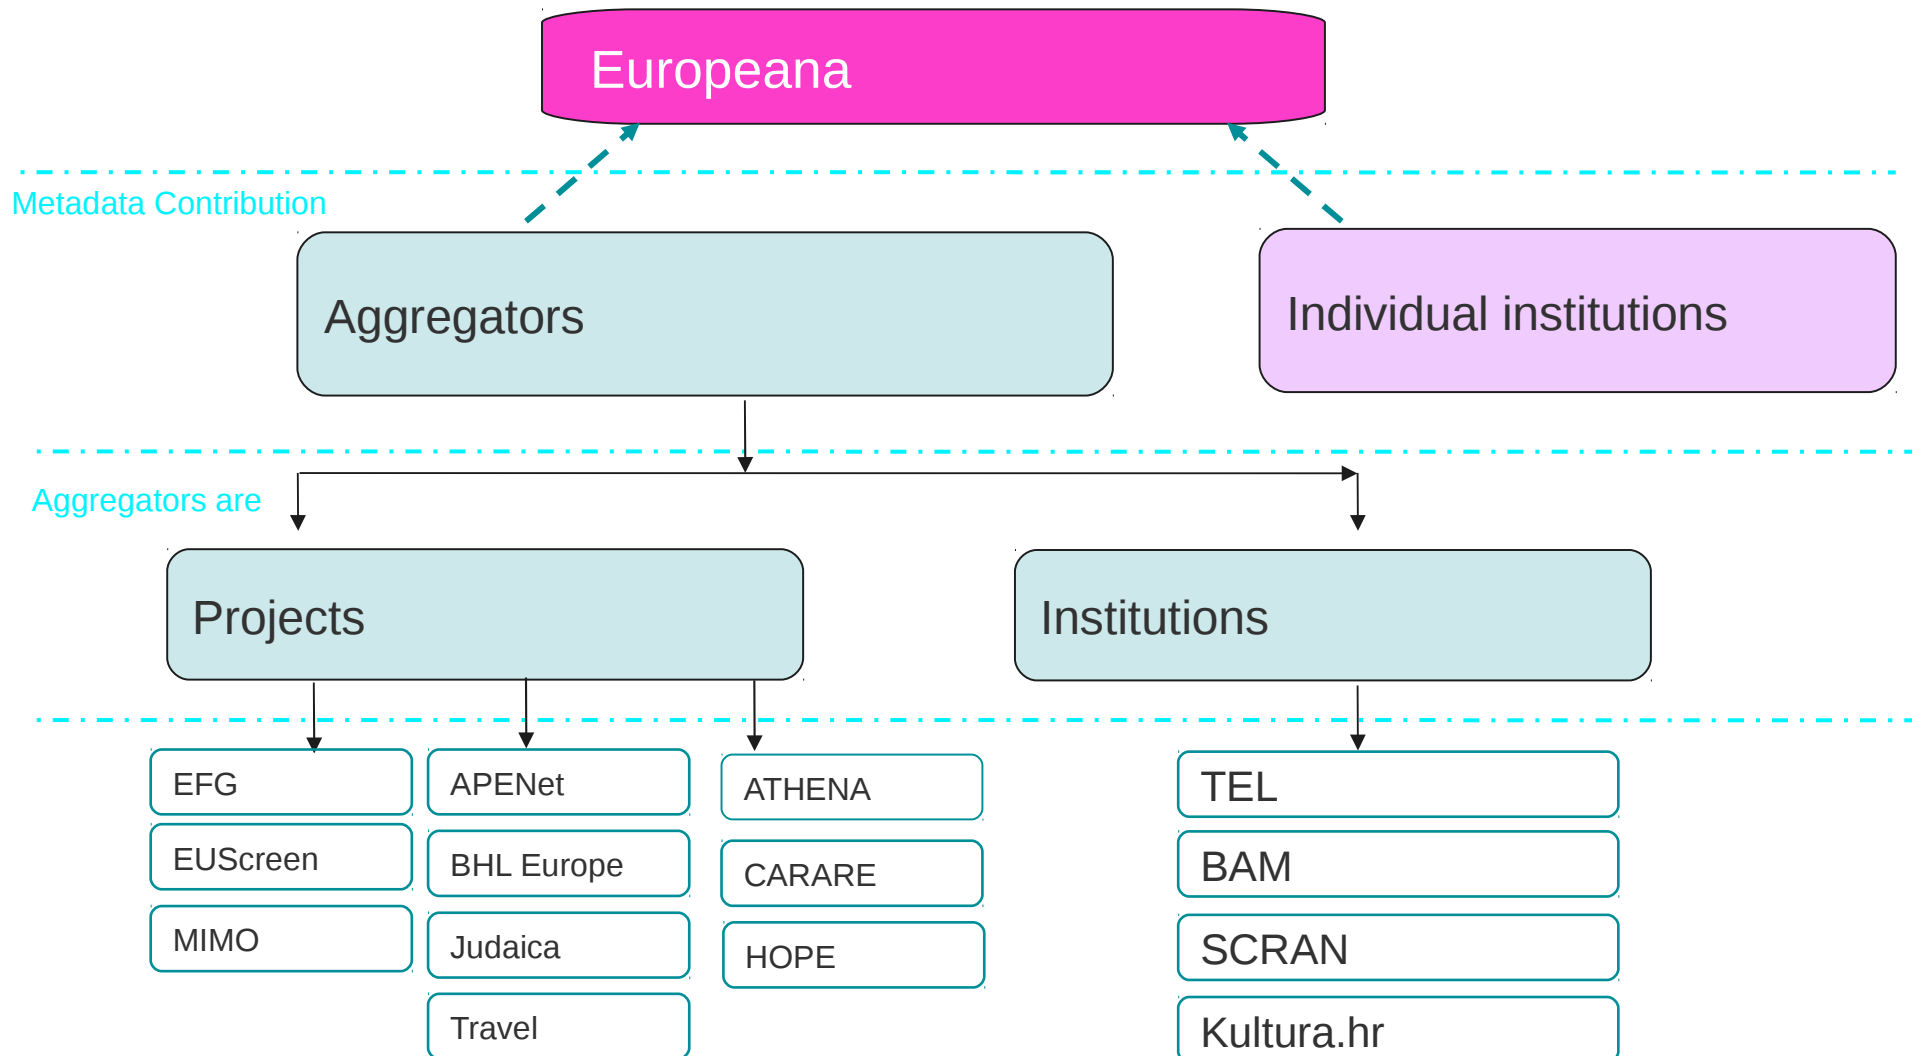 Europeana
Metadata Contribution
Aggregators
Individual institutions
Aggregators are
Projects
Institutions
EFG
EUScreen
MIMO
APENet
BHL Europe
Judaica
Travel
ATHENA
CARARE
HOPE
TEL
BAM
SCRAN
Kultura.hr